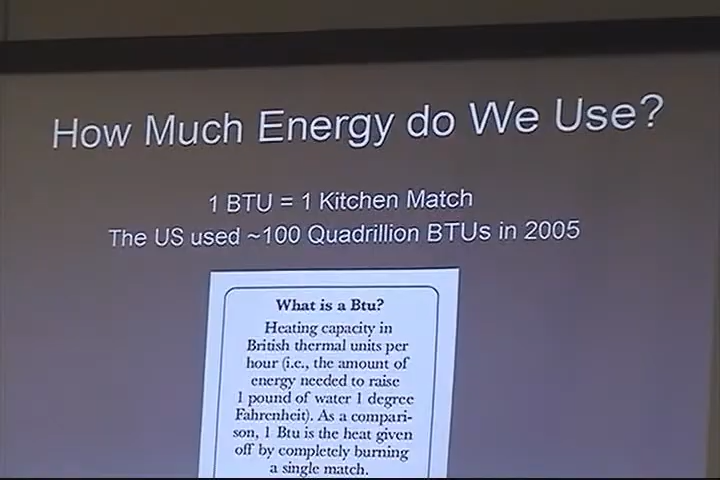 How Much Energy do We Use?
1 BTU = 1 Kitchen Match
The US used ~100 Quadrillion BTUs in 2005
What is a Btu?
Heating capacity in
British thermal units per
hour (i.e., the amount of
energy needed to raise
1 pound of water 1 degree
Fahrenheit). As a compari-
son, 1 Btu is the heat given
off by completely burning
a single match.